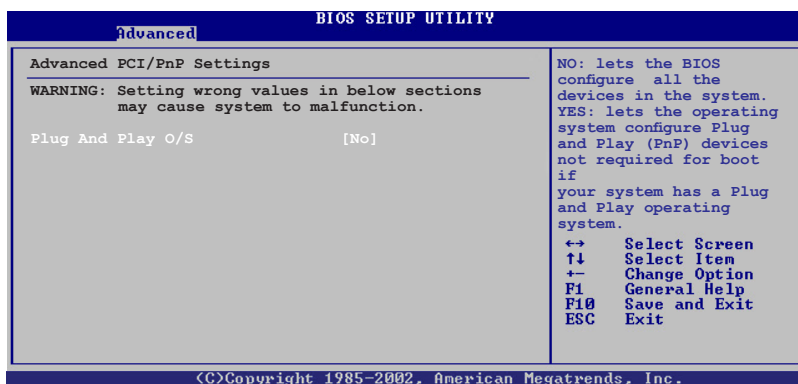 BIOS SETUP UTILITY
Advanced
Advanced PCI/PnP Settings
WARNING: Setting wrong values in below sections
may cause system to malfunction.
Plug And Play O/S [No]
NO: lets the BIOS
configure all the
devices in the system.
YES: lets the operating
system configure Plug
and Play (PnP) devices
not required for boot
if
your system has a Plug
and Play operating
system.
↔ Select Screen
↑↓ Select Item
+- Change Option
F1 General Help
F10 Save and Exit
ESC Exit
(C)Copyright 1985-2002, American Megatrends, Inc.